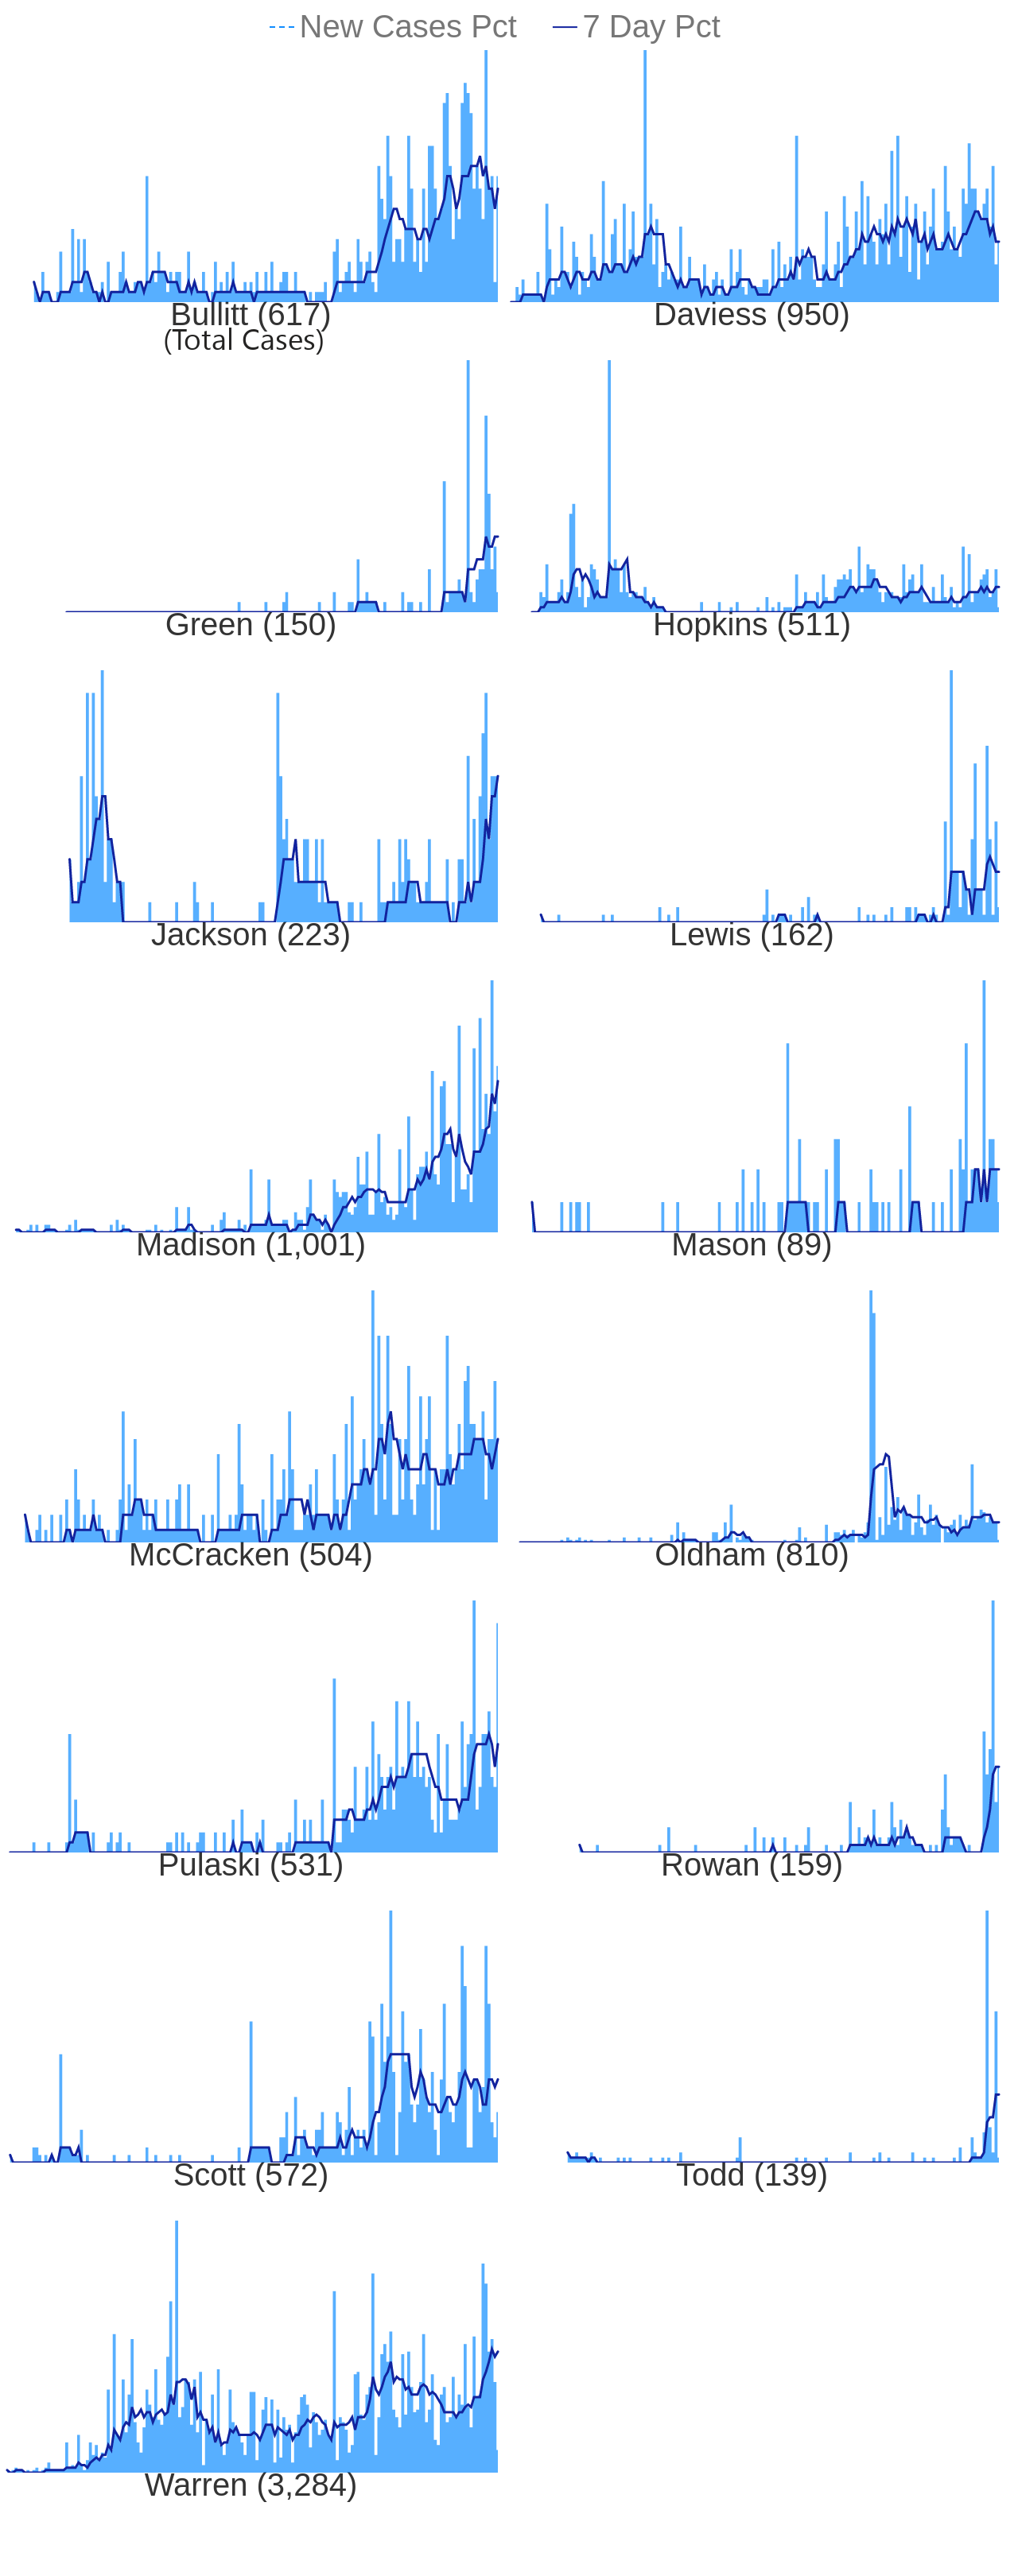 New Cases Pct 7 Day Pct
Bullitt (617)
(Total Cases)
Daviess (950)
Green (150)
Hopkins (511)
Jackson (223)
Lewis (162)
Madison (1,001)
Mason (89)
McCracken (504)
Oldham (810)
Pulaski (531)
Rowan (159)
Scott (572)
Todd (139)
Warren (3,284)